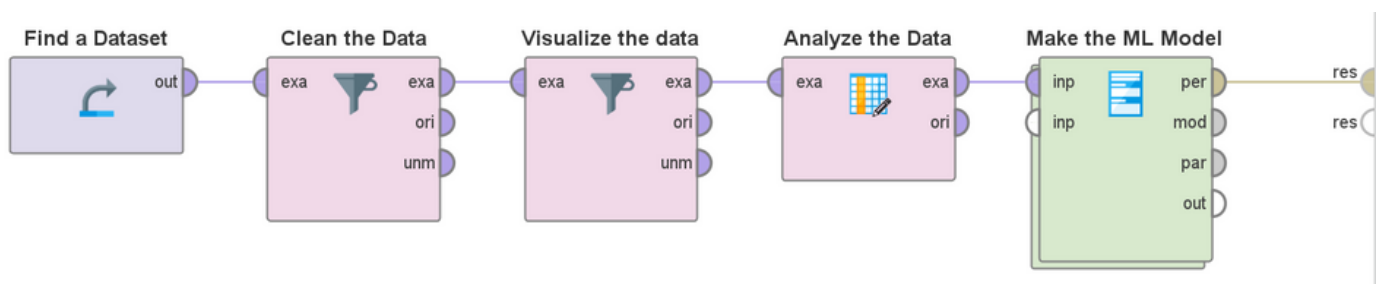 Find a Dataset
out
Clean the Data
exa exa
ori
unm
Visualize the data
exa exa
ori
unm
Analyze the Data
exa exa
ori
Make the ML Model
inp per
inp mod
par
out
res
res